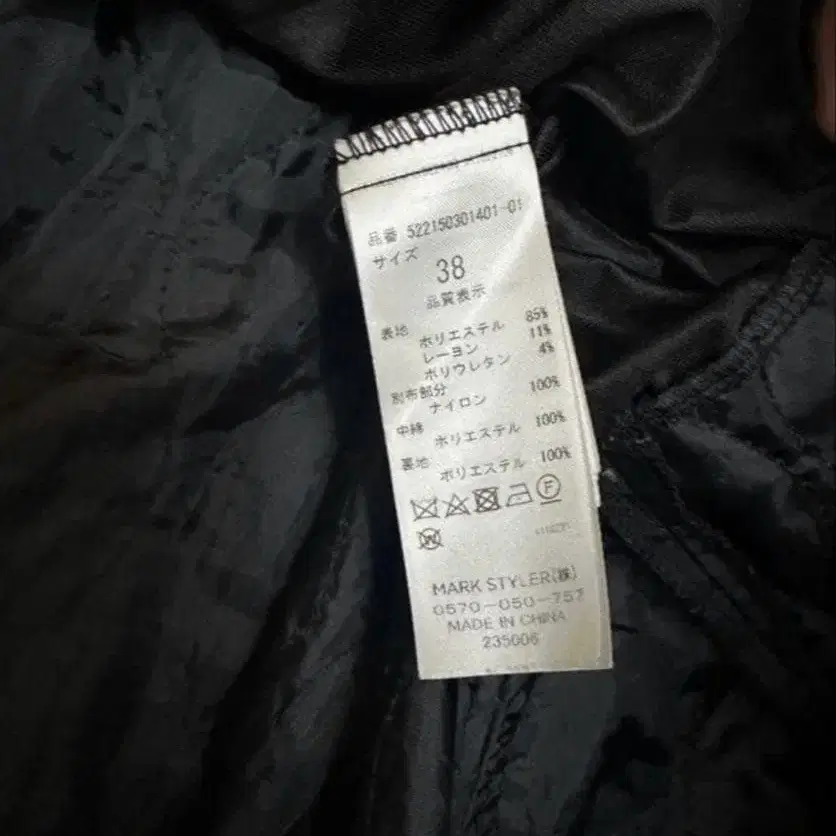 品番 522150301401-01
サイズ
38
品質表示
表地
ポリエステル 85%
レーヨン 11%
ポリウレタン 4%
別布部分
ナイロン 100%
中綿
ポリエステル 100%
裏地
ポリエステル 100%
F
W
MARK STYLER(株)
0570-050-757
MADE IN CHINA
235006